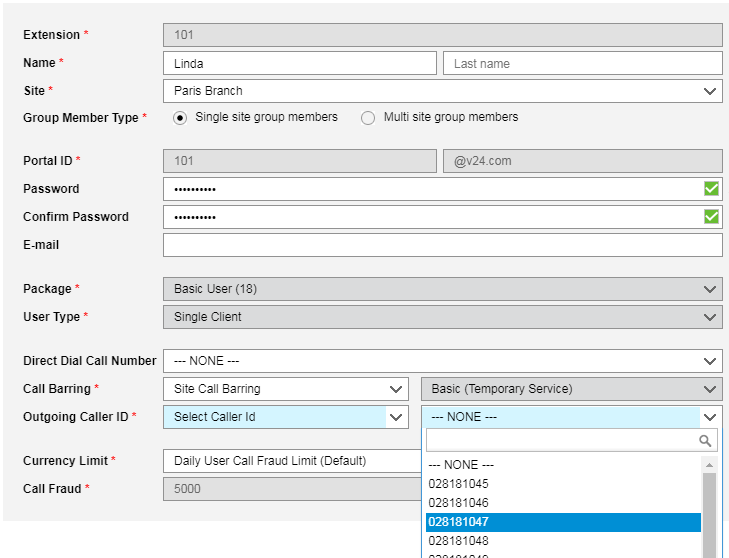 Extension * 101
Name * Linda Last name
Site * Paris Branch
Group Member Type * Single site group members Multi site group members
Portal ID * 101 @v24.com
Password ••••••••••
Confirm Password ••••••••••
E-mail
Package * Basic User (18)
User Type * Single Client
Direct Dial Call Number --- NONE ---
Call Barring * Site Call Barring Basic (Temporary Service)
Outgoing Caller ID * Select Caller Id --- NONE ---
Currency Limit * Daily User Call Fraud Limit (Default)
Call Fraud * 5000
--- NONE ---
028181045
028181046
028181047
028181048